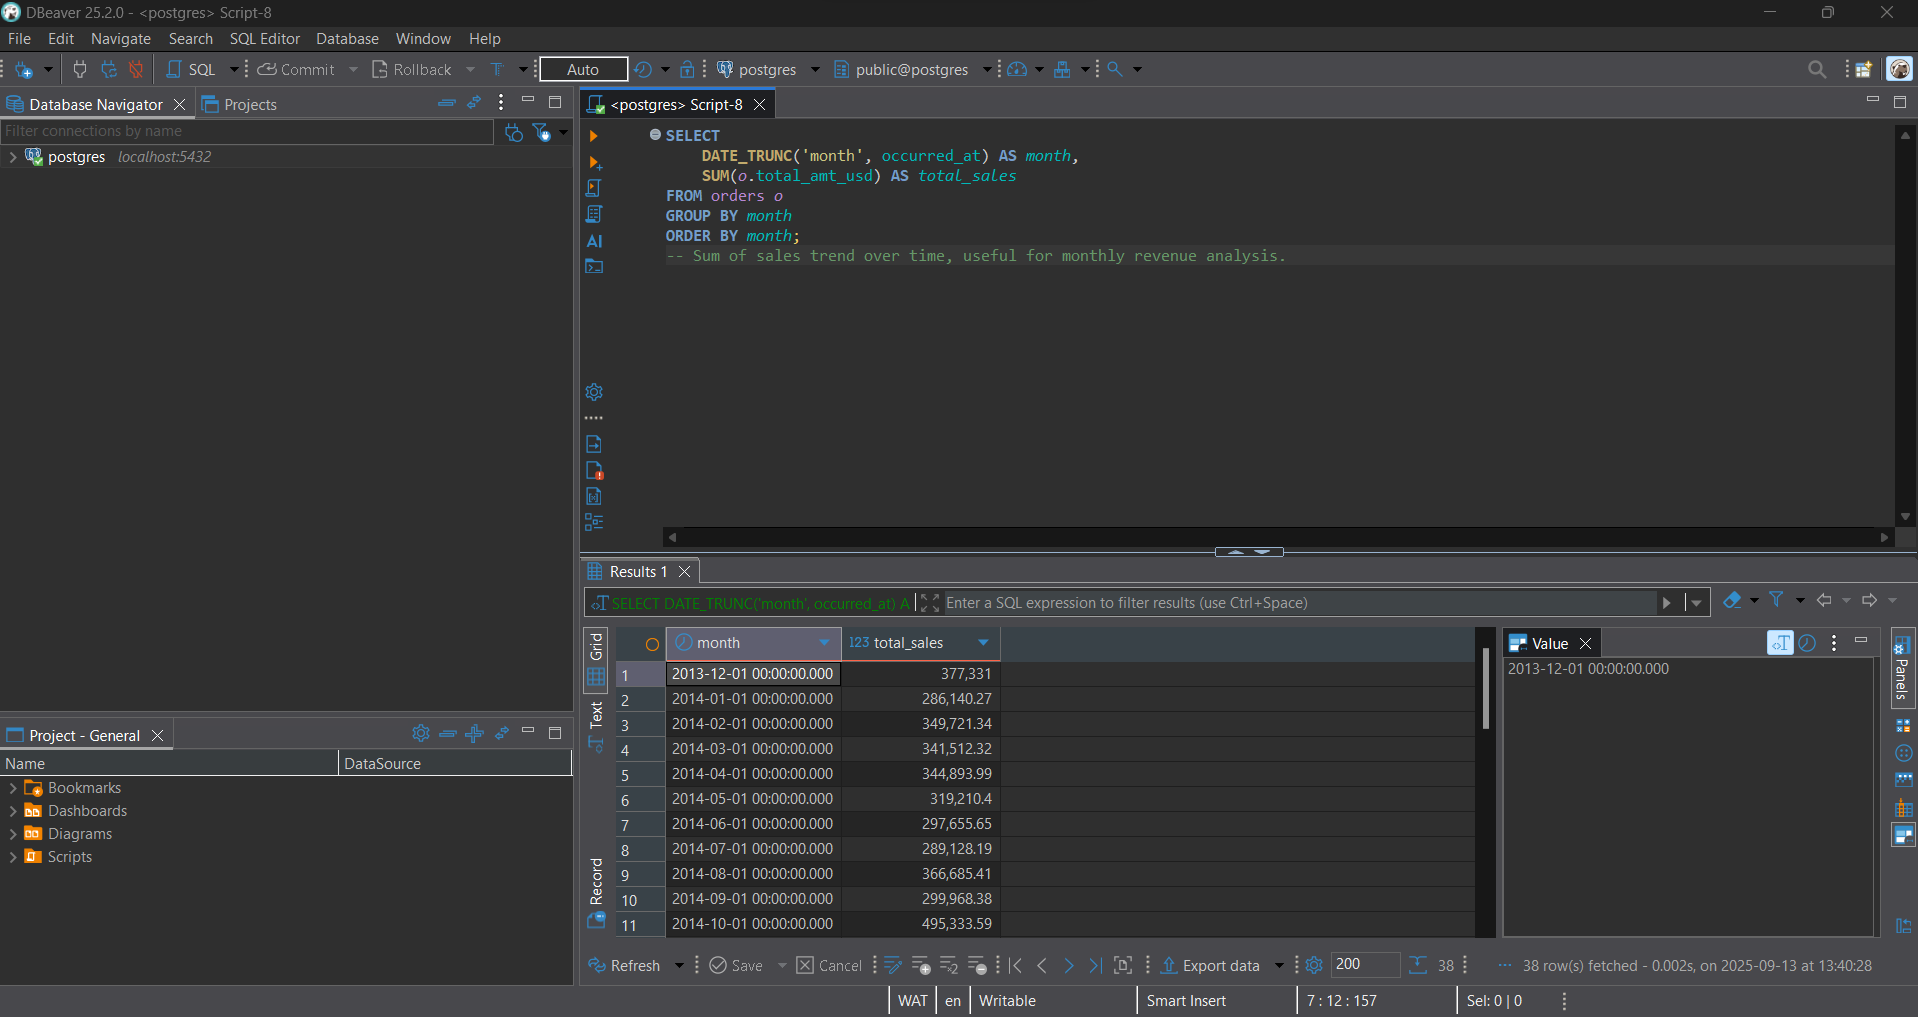 DBeaver 25.2.0 - <postgres> Script-8
File Edit Navigate Search SQL Editor Database Window Help
SQL Commit Rollback T Auto postgres public@postgres
Database Navigator Projects
Filter connections by name
postgres localhost:5432
<postgres> Script-8
SELECT
DATE_TRUNC('month', occurred_at) AS month,
SUM(o.total_amt_usd) AS total_sales
FROM orders o
GROUP BY month
ORDER BY month;
-- Sum of sales trend over time, useful for monthly revenue analysis.
AI
Project - General
Name DataSource
Bookmarks
Dashboards
Diagrams
Scripts
Results 1
SELECT DATE_TRUNC('month', occurred_at) A Enter a SQL expression to filter results (use Ctrl+Space)
Grid
Text
Record
month 123 total_sales
1 2013-12-01 00:00:00.000 377,331
2 2014-01-01 00:00:00.000 286,140.27
3 2014-02-01 00:00:00.000 349,721.34
4 2014-03-01 00:00:00.000 341,512.32
5 2014-04-01 00:00:00.000 344,893.99
6 2014-05-01 00:00:00.000 319,210.4
7 2014-06-01 00:00:00.000 297,655.65
8 2014-07-01 00:00:00.000 289,128.19
9 2014-08-01 00:00:00.000 366,685.41
10 2014-09-01 00:00:00.000 299,968.38
11 2014-10-01 00:00:00.000 495,333.59
Value
2013-12-01 00:00:00.000
Panels
Refresh Save Cancel Export data 200 38 38 row(s) fetched - 0.002s, on 2025-09-13 at 13:40:28
WAT en Writable Smart Insert 7 : 12 : 157 Sel: 0 | 0